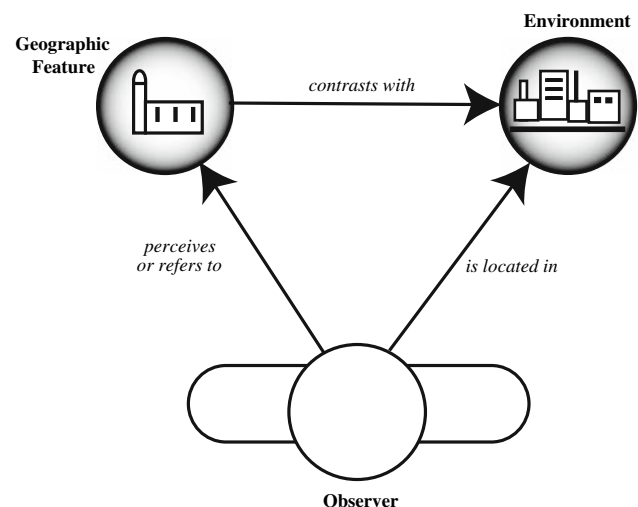 Environment
Geographic
Feature
contrasts with
perceives
or refers to
is located in
Observer